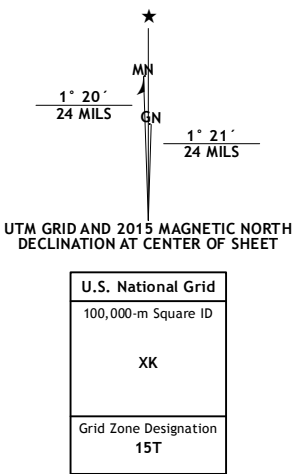 ★
MN
1° 20´
24 MILS
GN
1° 21´
24 MILS
UTM GRID AND 2015 MAGNETIC NORTH
DECLINATION AT CENTER OF SHEET
U.S. National Grid
100,000-m Square ID
XK
Grid Zone Designation
15T